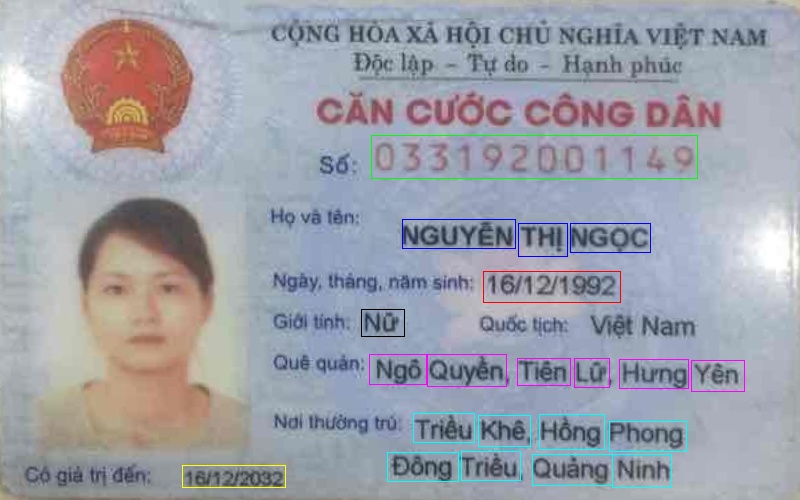 CỘNG HÒA XÃ HỘI CHỦ NGHĨA VIỆT NAM
Độc lập - Tự do - Hạnh phúc
CĂN CƯỚC CÔNG DÂN
Số: 033192001149
Họ và tên:
NGUYỄN THỊ NGỌC
Ngày, tháng, năm sinh: 16/12/1992
Giới tính: Nữ Quốc tịch: Việt Nam
Quê quán: Ngô Quyền, Tiên Lữ, Hưng Yên
Nơi thường trú: Triều Khê, Hồng Phong
Đông Triều, Quảng Ninh
Có giá trị đến: 16/12/2032